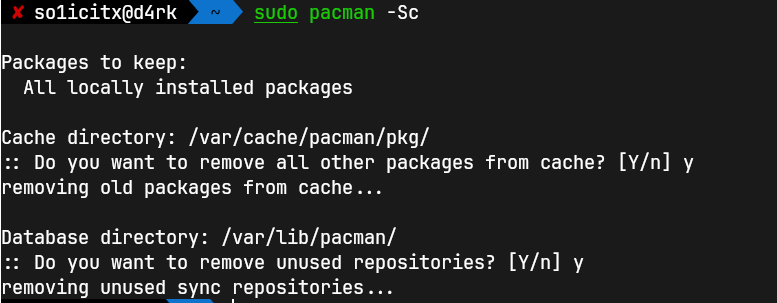 ✘ so1icitx@d4rk ~ sudo pacman -Sc
Packages to keep:
All locally installed packages
Cache directory: /var/cache/pacman/pkg/
:: Do you want to remove all other packages from cache? [Y/n] y
removing old packages from cache...
Database directory: /var/lib/pacman/
:: Do you want to remove unused repositories? [Y/n] y
removing unused sync repositories...